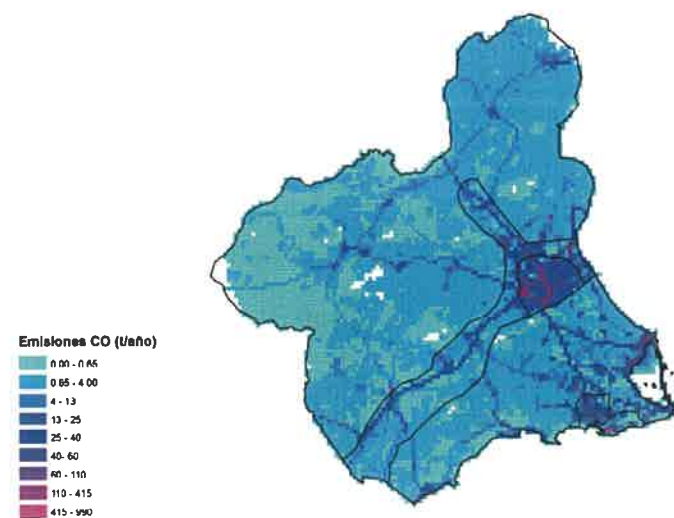 Emisiones CO (t/año)
0.00 - 0.65
0.65 - 4.00
4 - 13
13 - 25
25 - 40
40- 60
60 - 110
110 - 415
415 - 990